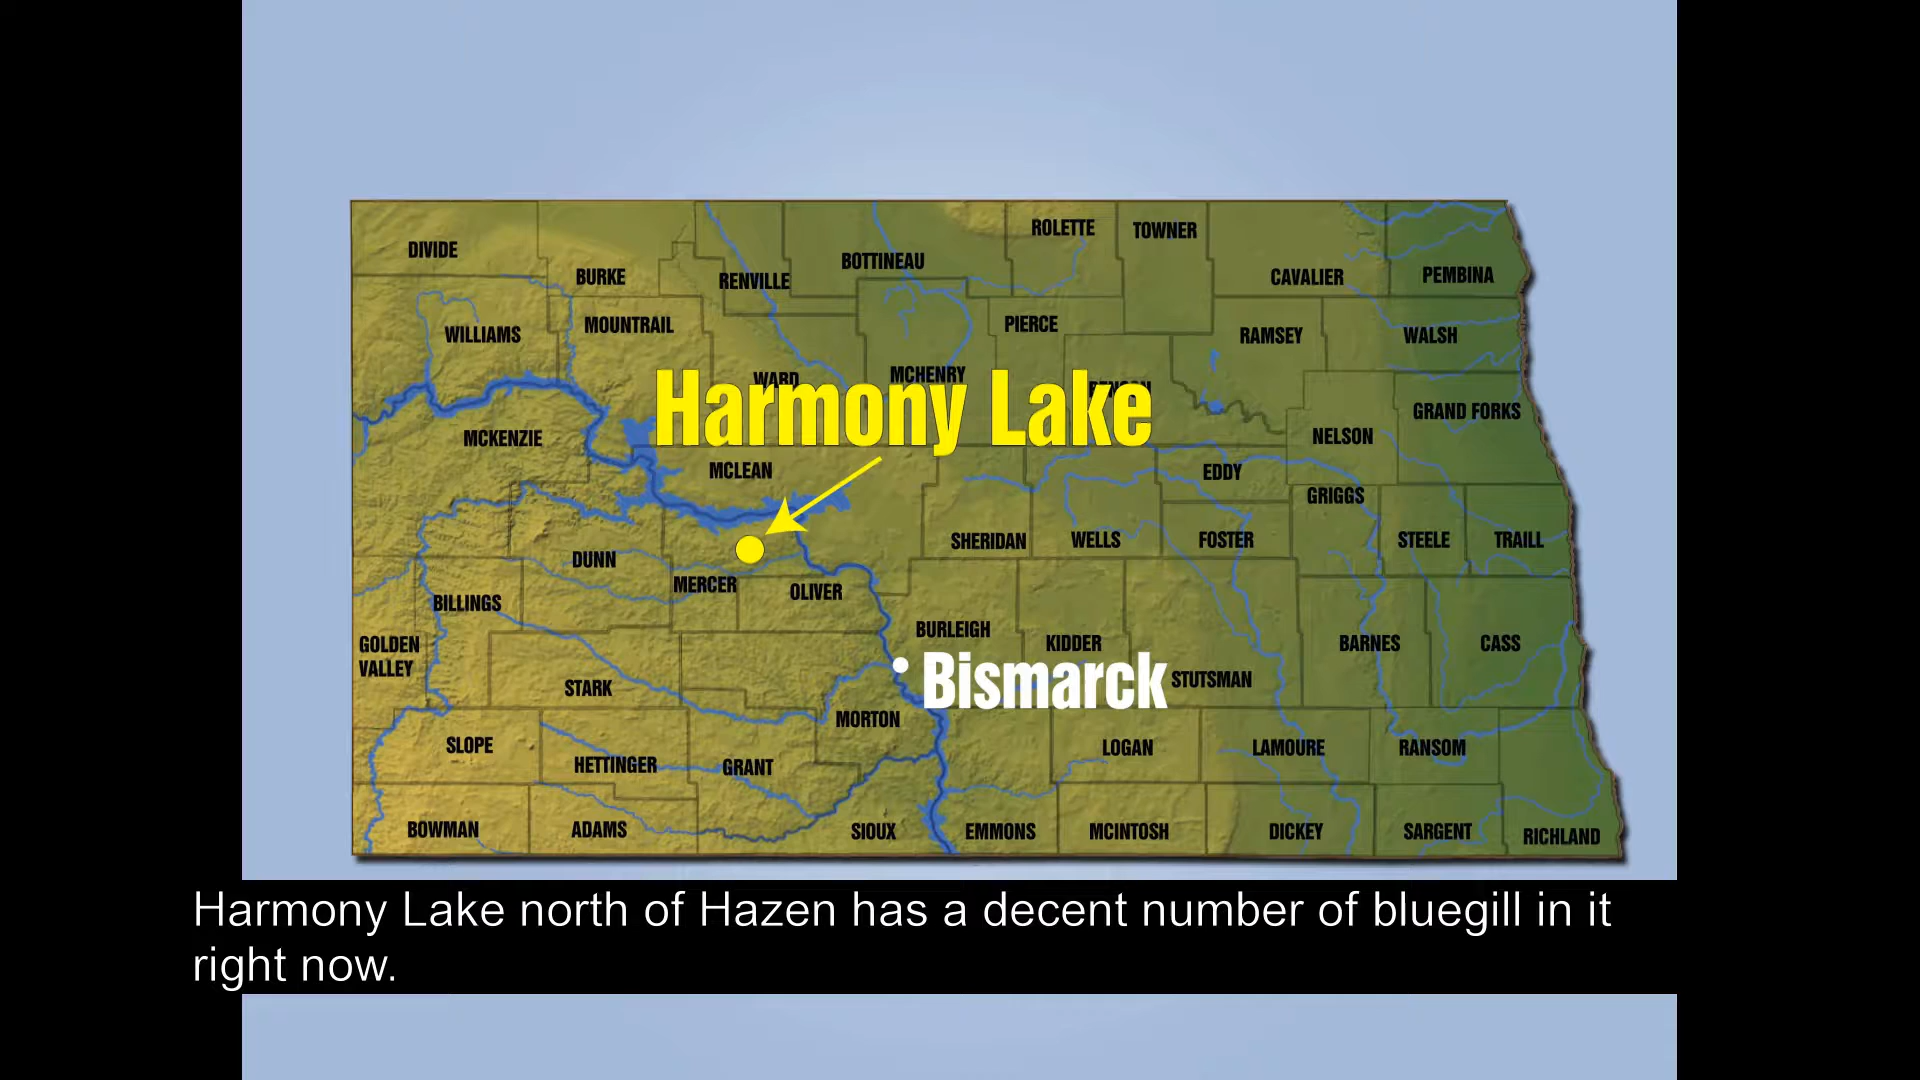 ROLETTE TOWNER
DIVIDE
BOTTINEAU
BURKE
RENVILLE
CAVALIER PEMBINA
WILLIAMS
MOUNTRAIL
PIERCE
RAMSEY WALSH
WARD
MCHENRY
BENSON
Harmony Lake
GRAND FORKS
MCKENZIE
NELSON
MCLEAN
EDDY
GRIGGS
SHERIDAN WELLS FOSTER STEELE TRAILL
DUNN
MERCER
OLIVER
BILLINGS
BURLEIGH
KIDDER
BARNES CASS
GOLDEN
VALLEY
STARK
Bismarck
STUTSMAN
MORTON
SLOPE
LOGAN LAMOURE RANSOM
HETTINGER GRANT
BOWMAN ADAMS SIOUX EMMONS MCINTOSH DICKEY SARGENT RICHLAND
Harmony Lake north of Hazen has a decent number of bluegill in it
right now.